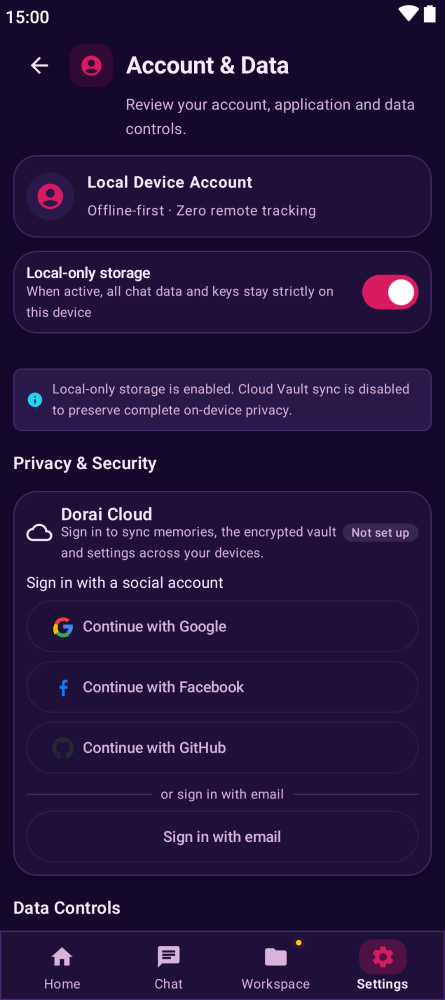 15:00
Account & Data
Review your account, application and data
controls.
Local Device Account
Offline-first · Zero remote tracking
Local-only storage
When active, all chat data and keys stay strictly on
this device
Local-only storage is enabled. Cloud Vault sync is disabled
to preserve complete on-device privacy.
Privacy & Security
Dorai Cloud
Sign in to sync memories, the encrypted vault
and settings across your devices.
Not set up
Sign in with a social account
Continue with Google
Continue with Facebook
Continue with GitHub
or sign in with email
Sign in with email
Data Controls
Home
Chat
Workspace
Settings